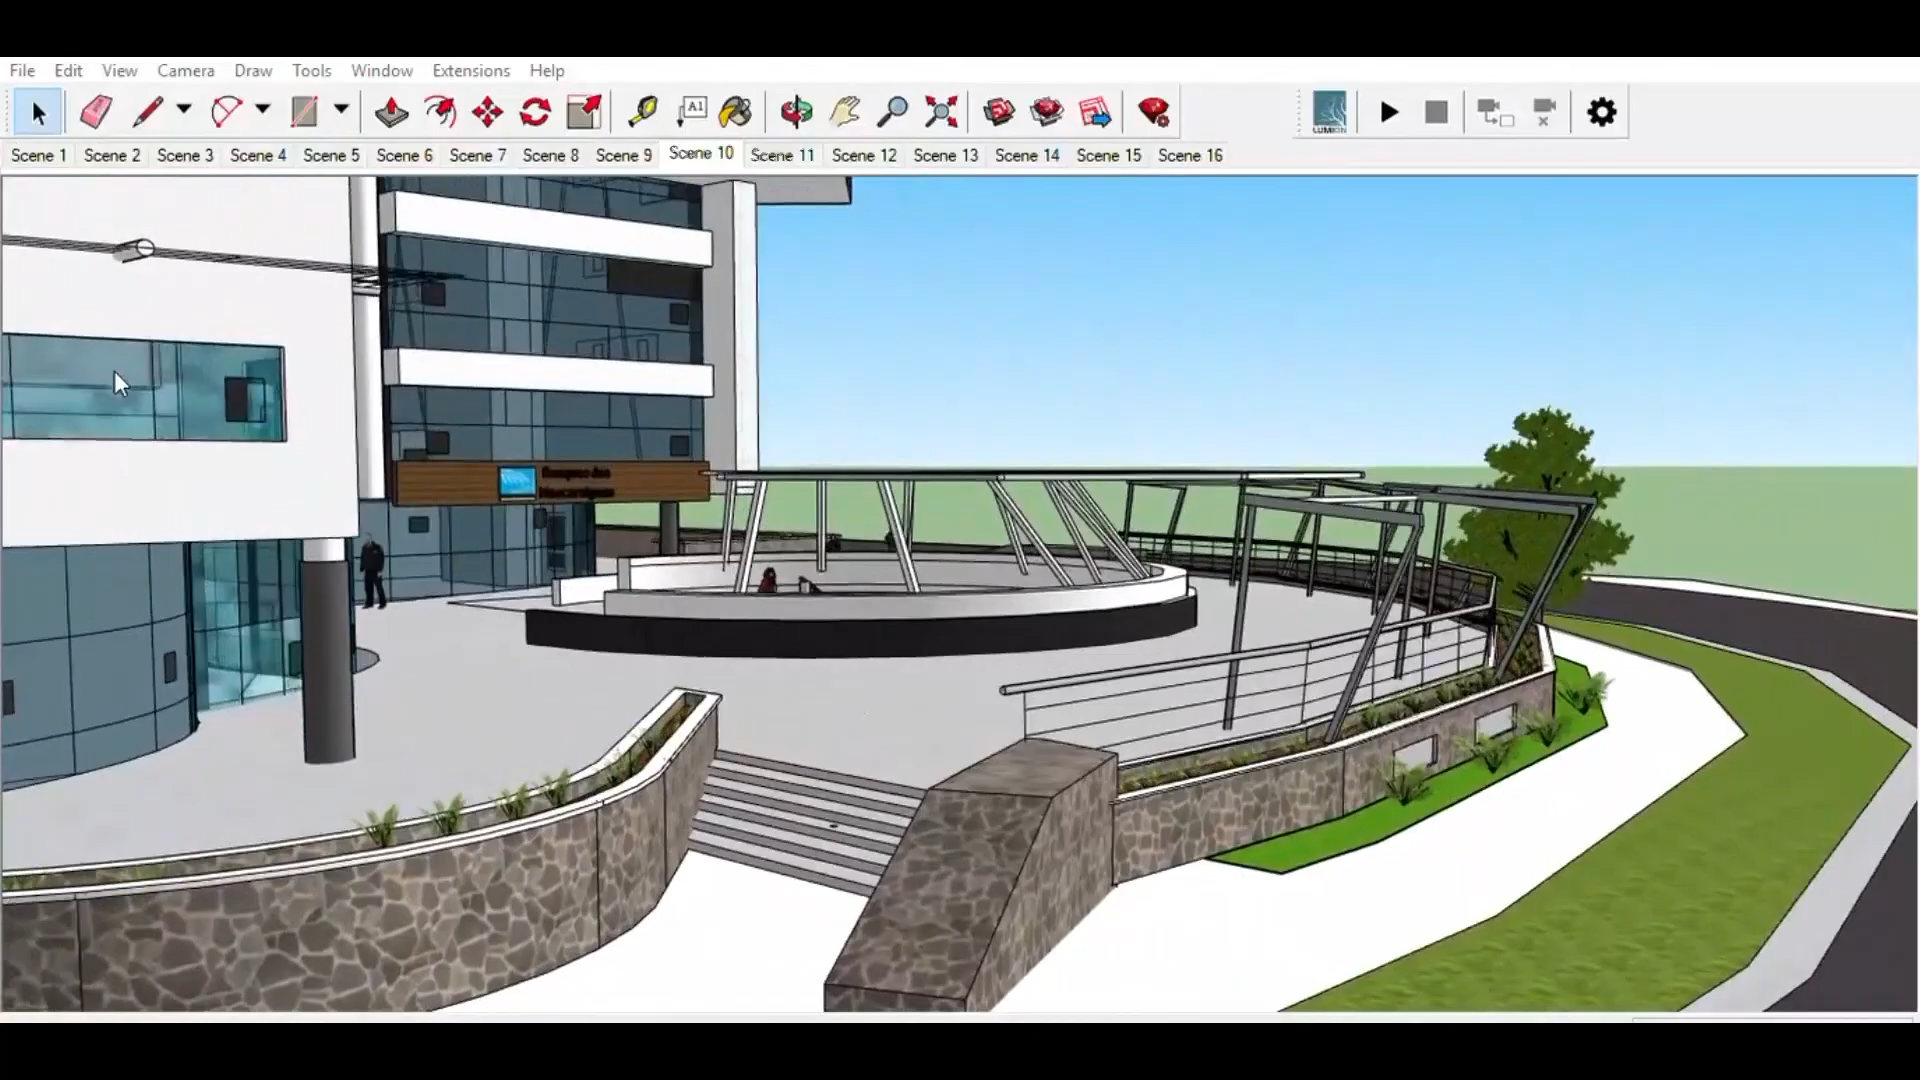 File Edit View Camera Draw Tools Window Extensions Help
A1
LUMION
Scene 1 Scene 2 Scene 3 Scene 4 Scene 5 Scene 6 Scene 7 Scene 8 Scene 9 Scene 10 Scene 11 Scene 12 Scene 13 Scene 14 Scene 15 Scene 16